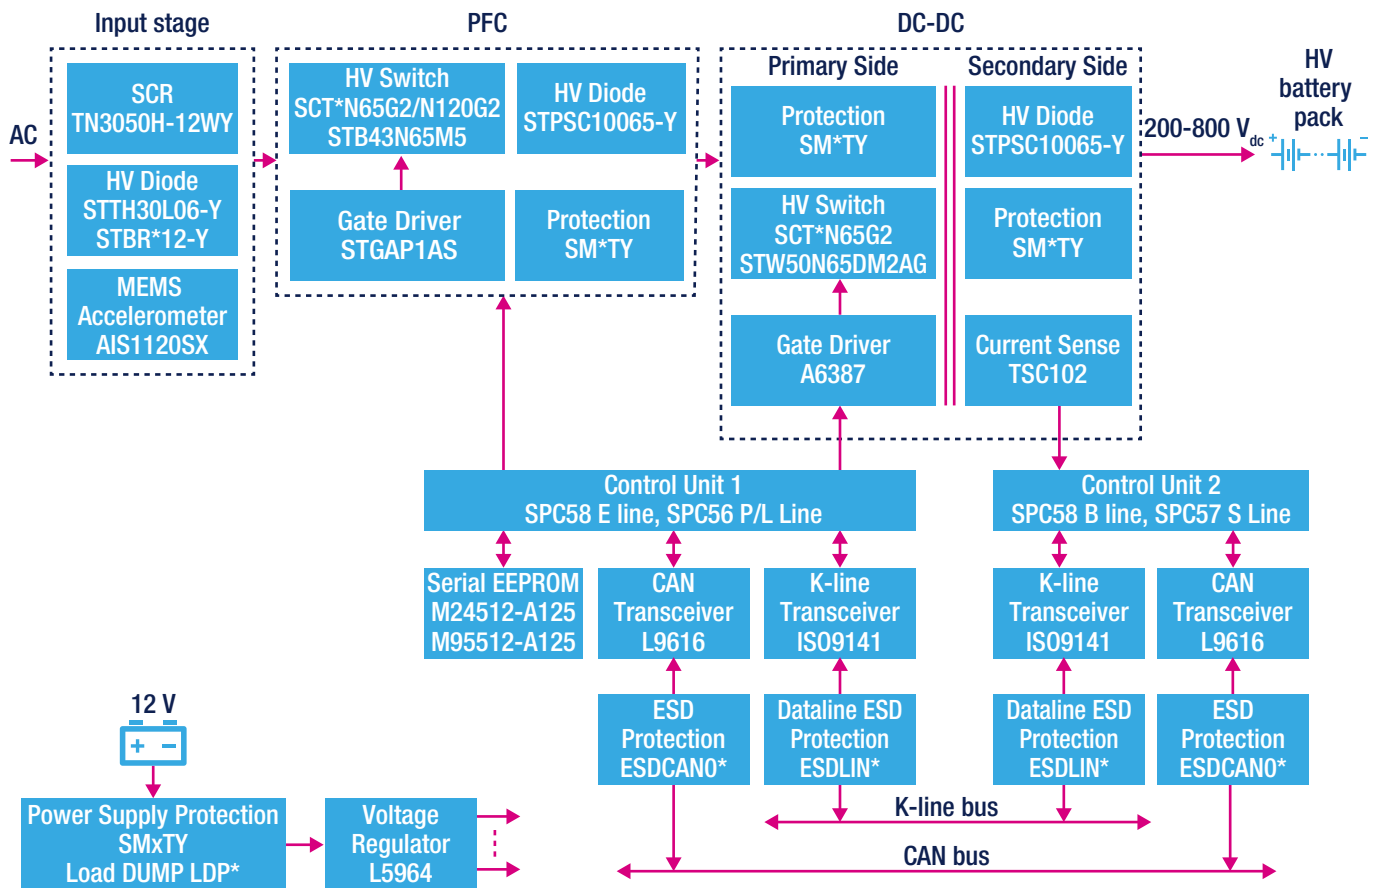 Input stage
PFC
DC-DC
AC
SCR
TN3050H-12WY
HV Diode
STTH30L06-Y
STBR*12-Y
MEMS
Accelerometer
AIS1120SX
HV Switch
SCT*N65G2/N120G2
STB43N65M5
HV Diode
STPSC10065-Y
Gate Driver
STGAP1AS
Protection
SM*TY
Primary Side
Secondary Side
Protection
SM*TY
HV Switch
SCT*N65G2
STW50N65DM2AG
Gate Driver
A6387
HV Diode
STPSC10065-Y
Protection
SM*TY
Current Sense
TSC102
200-800 Vdc
HV
battery
pack
+ −
Control Unit 1
SPC58 E line, SPC56 P/L Line
Control Unit 2
SPC58 B line, SPC57 S Line
Serial EEPROM
M24512-A125
M95512-A125
CAN
Transceiver
L9616
K-line
Transceiver
ISO9141
K-line
Transceiver
ISO9141
CAN
Transceiver
L9616
ESD
Protection
ESDCAN0*
Dataline ESD
Protection
ESDLIN*
Dataline ESD
Protection
ESDLIN*
ESD
Protection
ESDCAN0*
12 V
+ −
Power Supply Protection
SMxTY
Load DUMP LDP*
Voltage
Regulator
L5964
K-line bus
CAN bus